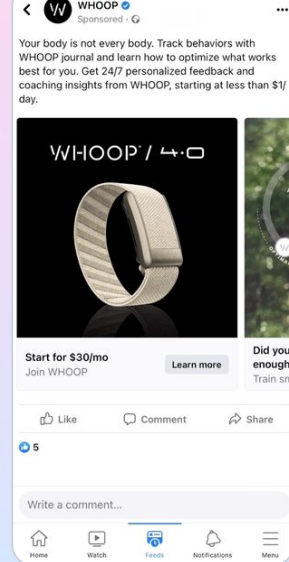 WHOOP
Sponsored ·
Your body is not every body. Track behaviors with
WHOOP journal and learn how to optimize what works
best for you. Get 24/7 personalized feedback and
coaching insights from WHOOP, starting at less than $1/
day.
WHOOP / 4.0
Start for $30/mo
Join WHOOP
Learn more
Did you
enough
Train sm
Like
Comment
Share
5
Write a comment...
Home
Watch
Feeds
Notifications
Menu